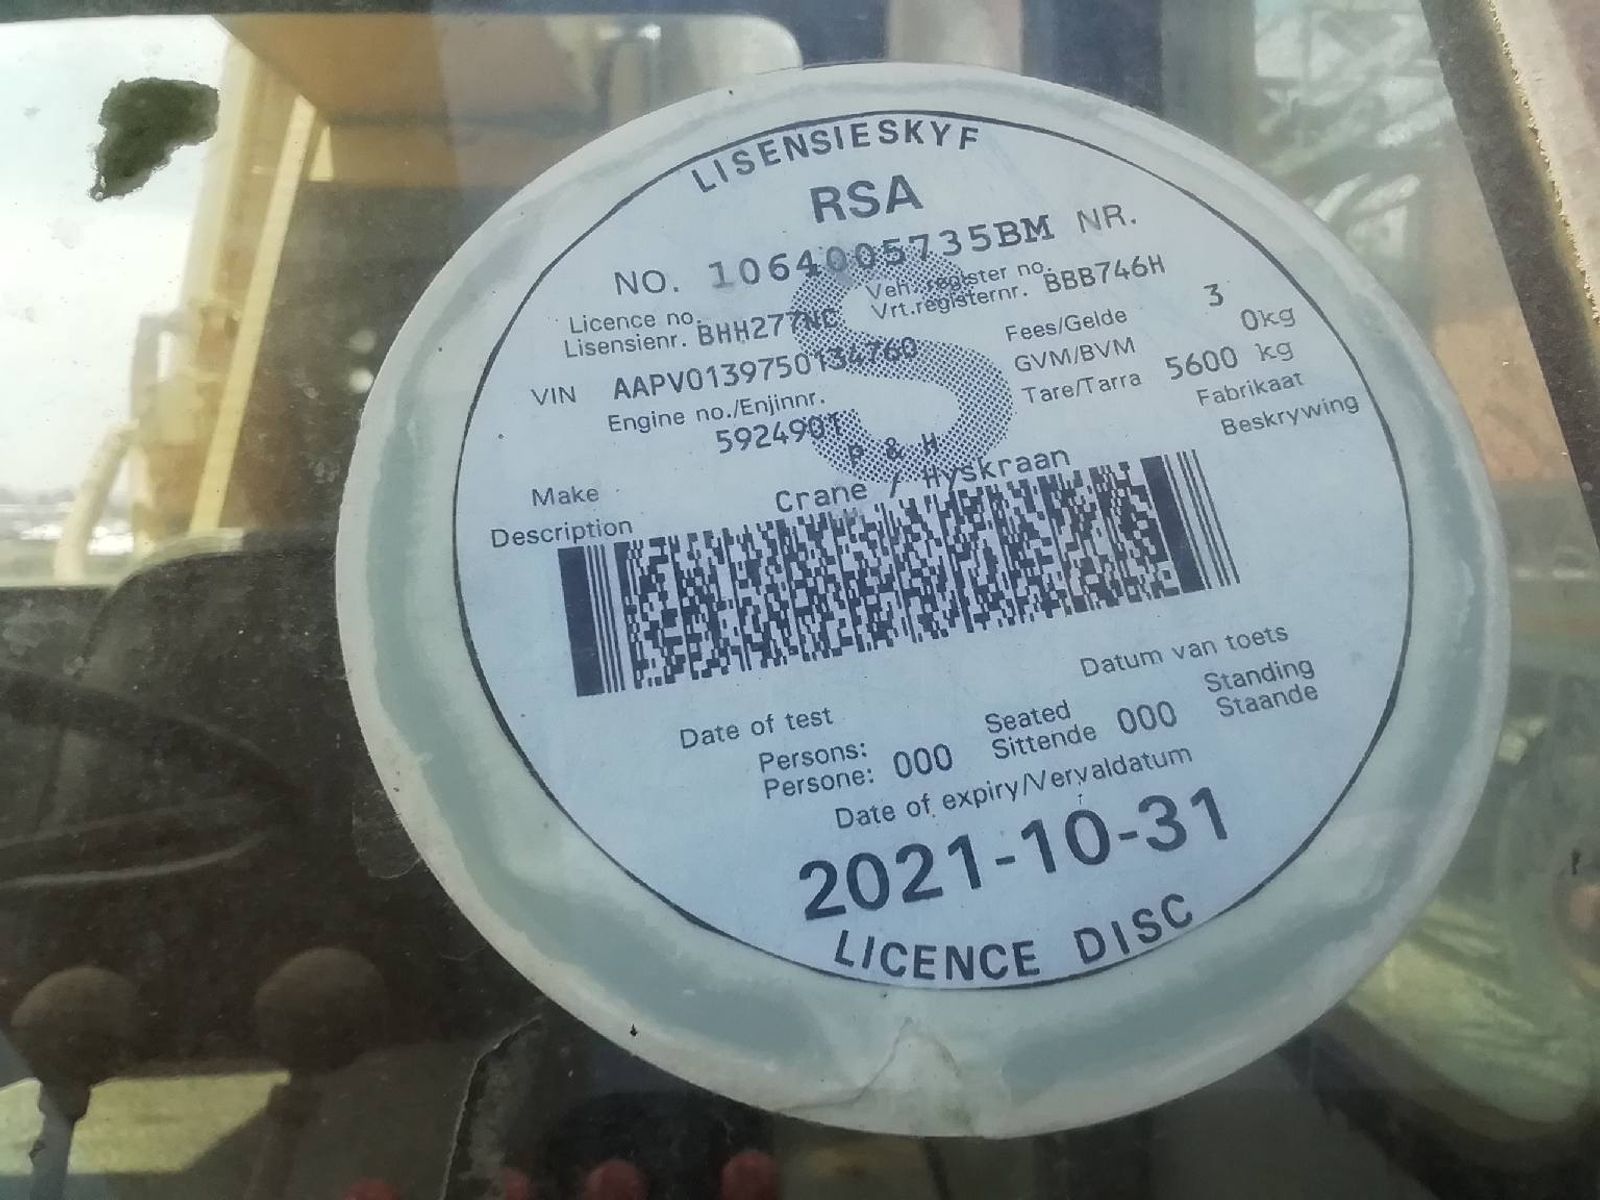 LISENSIESKYF
RSA
NO. 1064005735BM NR.
Licence no. Veh. register no.
Lisensienr. BHH277NC Vrt.registernr. BBB746H
VIN AAPV0139750134760 Fees/Gelde 3
Engine no./Enjinnr. GVM/BVM 0kg
592490T Tare/Tarra 5600 kg
Make P & H Fabrikaat
Description Crane / Hyskraan Beskrywing
Date of test Datum van toets
Persons: Seated Standing
Persone: 000 Sittende 000 Staande
Date of expiry/Vervaldatum
2021-10-31
LICENCE DISC